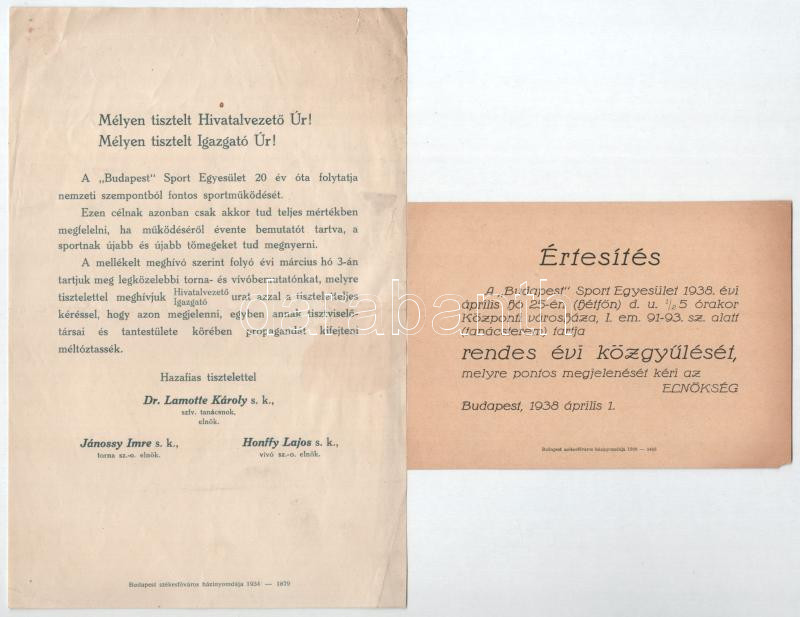 Mélyen tisztelt Hivatalvezető Úr!
Mélyen tisztelt Igazgató Úr!
A „Budapest" Sport Egyesület 20 év óta folytatja
nemzeti szempontból fontos sportműködését.
Ezen célnak azonban csak akkor tud teljes mértékben
megfelelni, ha működéséről évente bemutatót tartva, a
sportnak újabb és újabb tömegeket tud megnyerni.
A mellékelt meghívó szerint folyó évi március hó 3-án
tartjuk meg legközelebbi torna- és vívóbemutatónkat, melyre
tisztelettel meghívjuk Hivatalvezető urat azzal a tiszteletteljes
Igazgató
kéréssel, hogy azon megjelenni, egyben annak tisztviselő-
társai és tantestülete körében propagandát kifejteni
méltóztassék.
Hazafias tisztelettel
Dr. Lamotte Károly s. k.,
szfv. tanácsnok,
elnök.
Jánossy Imre s. k., Honffy Lajos s. k.,
torna sz.-o. elnök. vívó sz.-o. elnök.
Budapest székesfőváros házinyomdája 1934 — 1879
Értesítés
A „Budapest" Sport Egyesület 1938. évi
április hó 25-én (hétfőn) d. u. 1/2 5 órakor
Központi városháza, I. em. 91-93. sz. alatt
(tanácsterem) tartja
rendes évi közgyűlését,
melyre pontos megjelenését kéri az
ELNÖKSÉG
Budapest, 1938 április 1.
Budapest székesfőváros házinyomdája 1938 —
darabanth